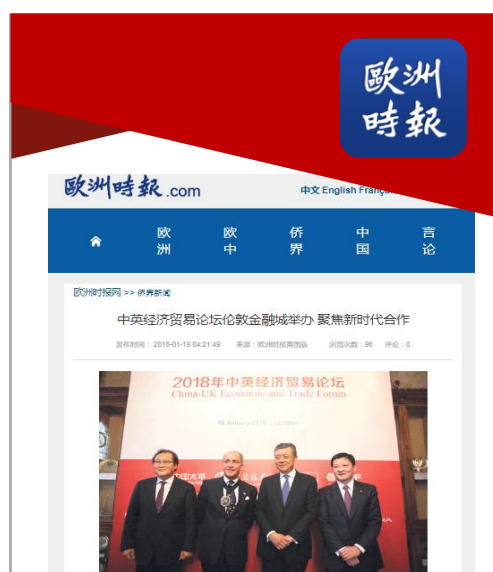 歐洲
時報
歐洲時報.com
中文 English Franç
欧洲
欧中
侨界
中国
言论
欧洲时报网 >> 侨界新闻
中英经济贸易论坛伦敦金融城举办 聚焦新时代合作
发布时间： 2018-01-19 04:21:49 来源：欧洲时报英国版 浏览次数：96 评论：0
2018年中英经济贸易论坛
China-UK Economic and Trade Forum
18 January 2018 | London